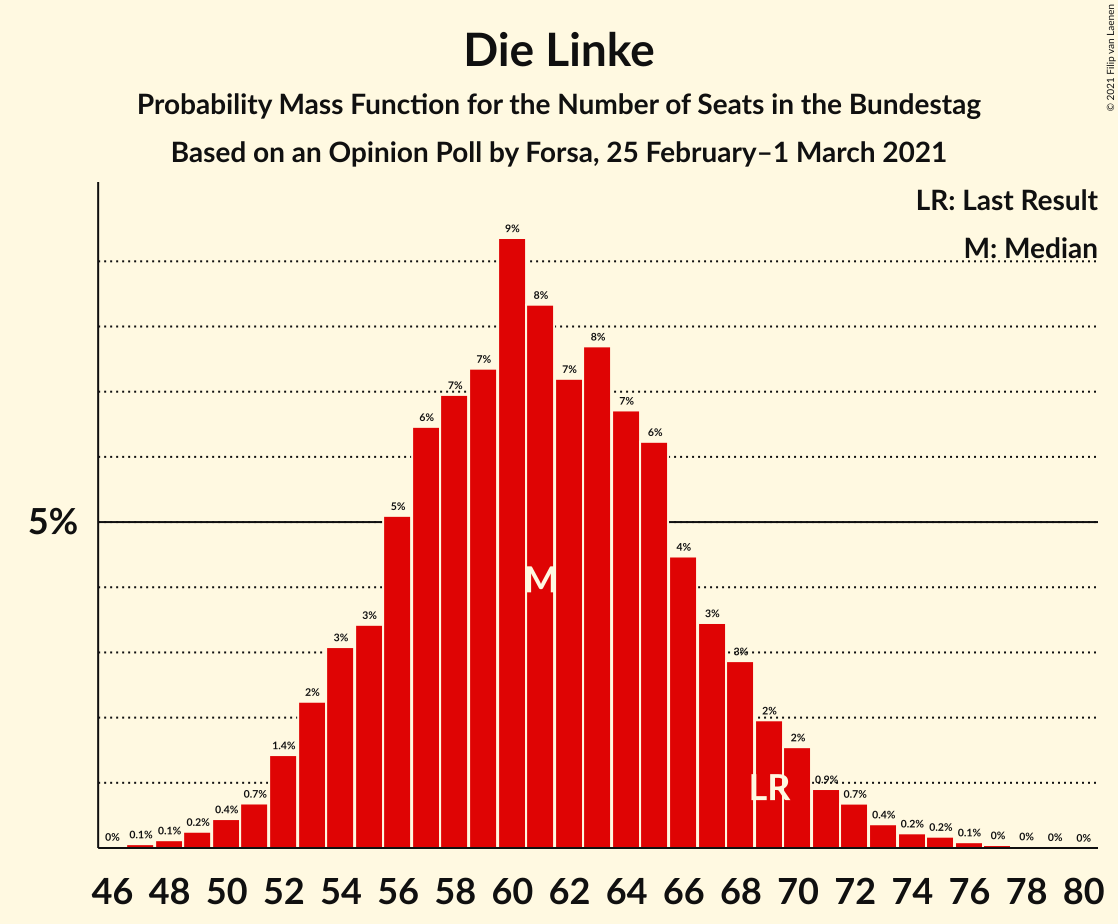 Die Linke
Probability Mass Function for the Number of Seats in the Bundestag
Based on an Opinion Poll by Forsa, 25 February–1 March 2021
© 2021 Filip van Laenen
LR: Last Result
M: Median
5%
0% 0.1% 0.1% 0.2% 0.4% 0.7% 1.4% 2% 3% 3% 5% 6% 7% 7% 9% 8% 7% 8% 7% 6% 4% 3% 3% 2% 2% 0.9% 0.7% 0.4% 0.2% 0.2% 0.1% 0% 0% 0% 0%
M
LR
46 48 50 52 54 56 58 60 62 64 66 68 70 72 74 76 78 80